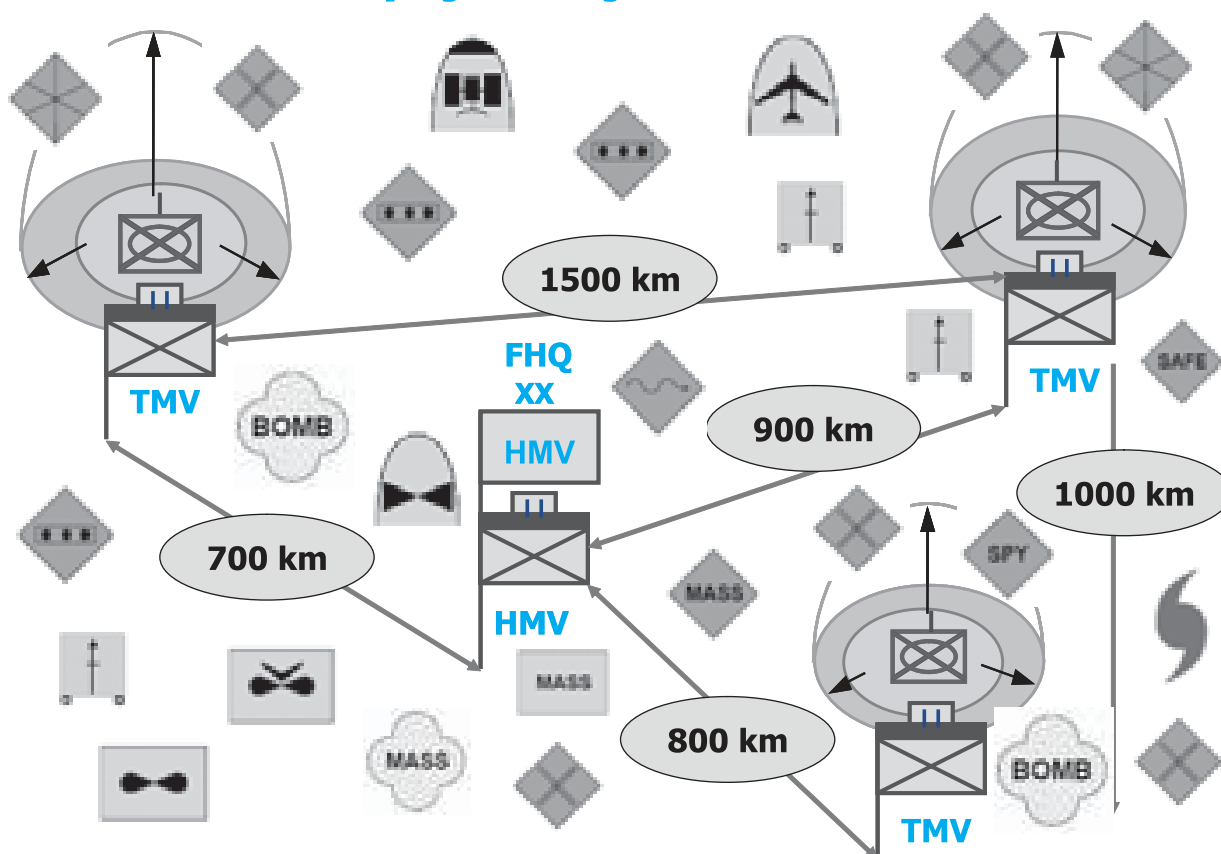 1500 km
SAFE
FHQ
XX
TMV
TMV
BOMB
HMV
900 km
1000 km
700 km
SPY
MASS
HMV
MASS
800 km
MASS
BOMB
TMV